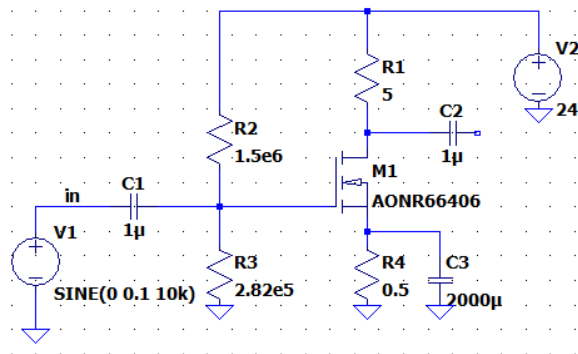 V2
24
R1
5
C2
1µ
R2
1.5e6
M1
AONR66406
in
C1
1µ
V1
SINE(0 0.1 10k)
R3
2.82e5
R4
0.5
C3
2000µ